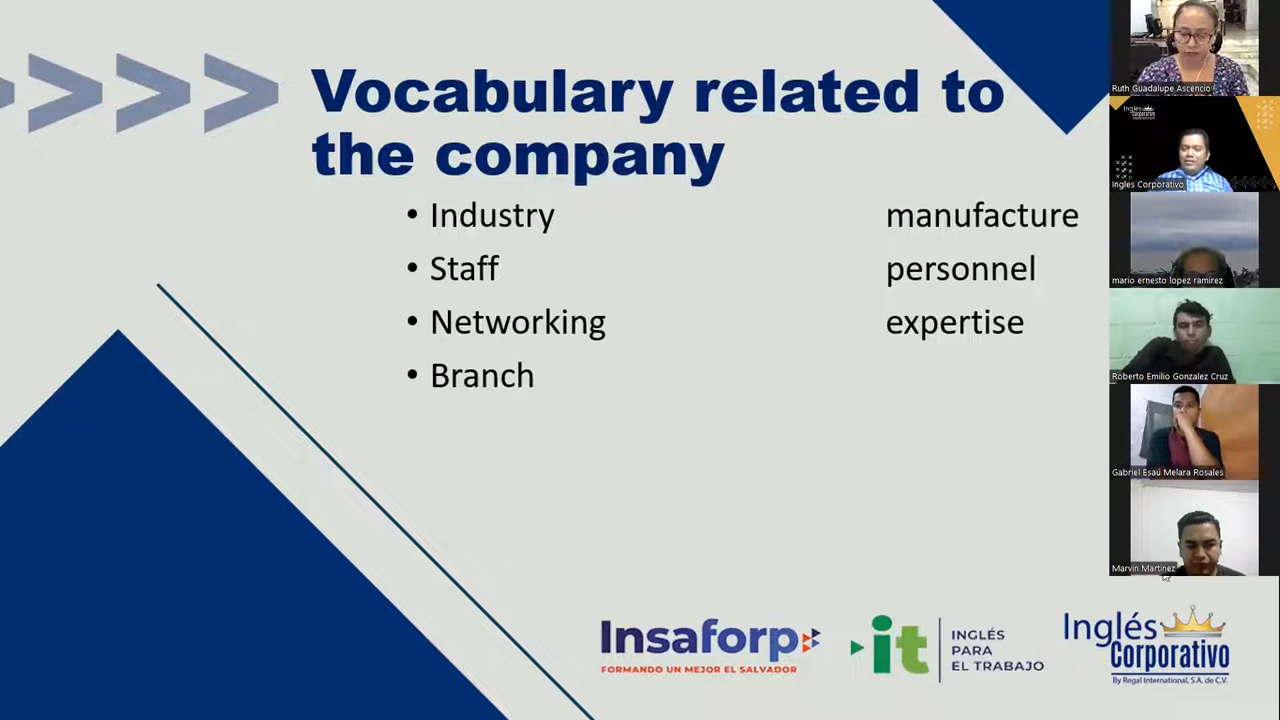 Vocabulary related to
the company
• Industry manufacture
• Staff personnel
• Networking expertise
• Branch
Insaforp
FORMANDO UN MEJOR EL SALVADOR
it
INGLÉS
PARA
EL TRABAJO
Inglés
Corporativo
By Regal International, S.A. de C.V.
Ruth Guadalupe Ascencio
Inglés
Corporativo
Ingles Corporativo
mario ernesto lopez ramirez
Roberto Emilio Gonzalez Cruz
Gabriel Esaú Melara Rosales
Marvin Martinez